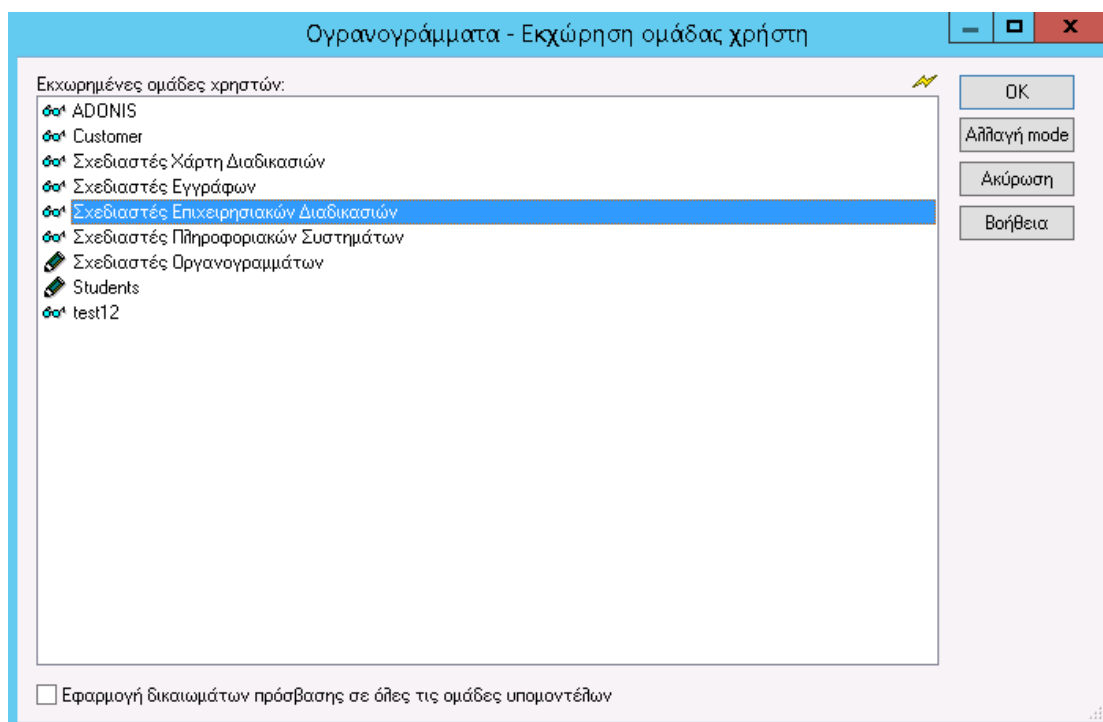 Ογρανογράμματα - Εκχώρηση ομάδας χρήστη
Εκχωρημένες ομάδες χρηστών:
ADONIS
Customer
Σχεδιαστές Χάρτη Διαδικασιών
Σχεδιαστές Εγγράφων
Σχεδιαστές Επιχειρησιακών Διαδικασιών
Σχεδιαστές Πληροφοριακών Συστημάτων
Σχεδιαστές Οργανογραμμάτων
Students
test12
OK
Αλλαγή mode
Ακύρωση
Βοήθεια
Εφαρμογή δικαιωμάτων πρόσβασης σε όλες τις ομάδες υπομοντέλων